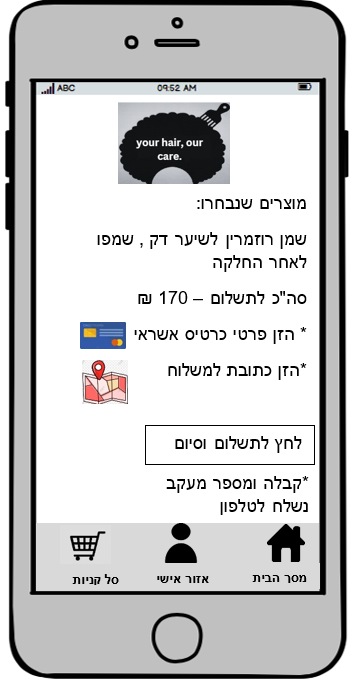 ABC
09:52 AM
your hair, our
care.
מוצרים שנבחרו:
שמן רוזמרין לשיער דק , שמפו
לאחר החלקה
סה"כ לתשלום – 170 ₪
* הזן פרטי כרטיס אשראי
*הזן כתובת למשלוח
לחץ לתשלום וסיום
*קבלה ומספר מעקב
נשלח לטלפון
מסך הבית
אזור אישי
סל קניות